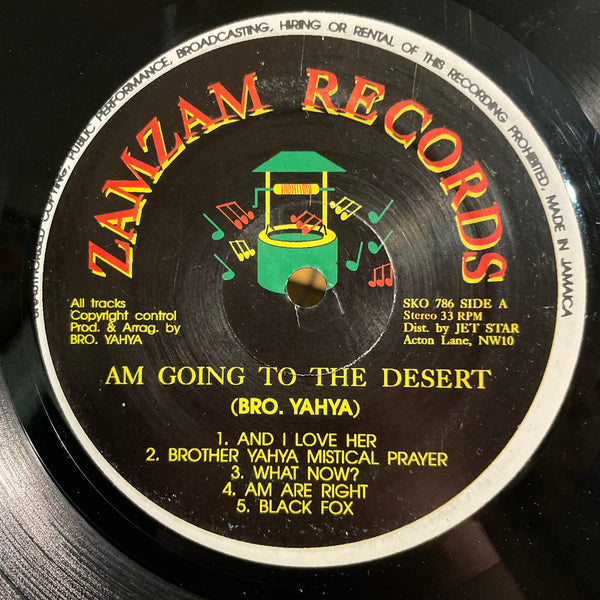 UNAUTHORISED COPYING, PUBLIC PERFORMANCE, BROADCASTING, HIRING OR RENTAL OF THIS RECORDING PROHIBITED, MADE IN JAMAICA
ZAMZAM RECORDS
All tracks
Copyright control
Prod. & Arrag. by
BRO. YAHYA
SKO 786 SIDE A
Stereo 33 RPM
Dist. by JET STAR
Acton Lane, NW10
AM GOING TO THE DESERT
(BRO. YAHYA)
1. AND I LOVE HER
2. BROTHER YAHYA MISTICAL PRAYER
3. WHAT NOW?
4. AM ARE RIGHT
5. BLACK FOX